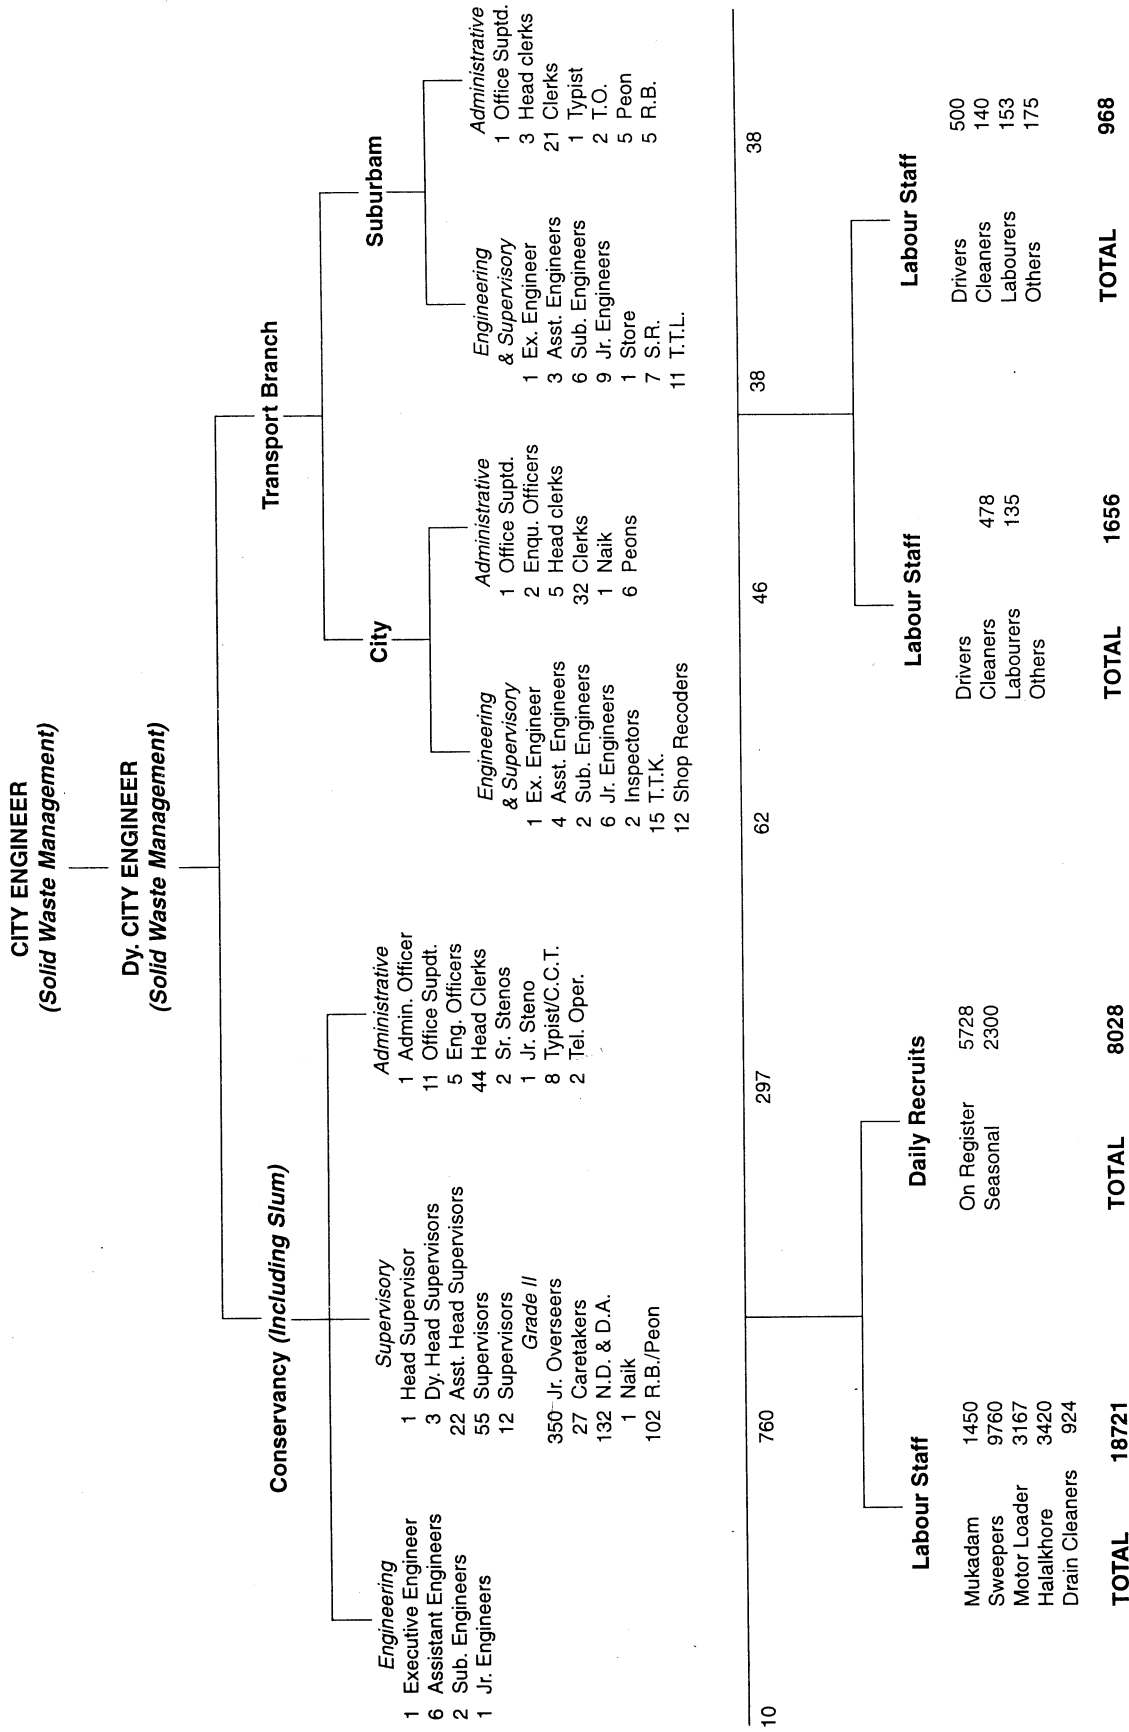 CITY ENGINEER
(Solid Waste Management)
Dy. CITY ENGINEER
(Solid Waste Management)
Conservancy (Including Slum)
Engineering
1 Executive Engineer
6 Assistant Engineers
2 Sub. Engineers
1 Jr. Engineers
Supervisory
1 Head Supervisor
3 Dy. Head Supervisors
22 Asst. Head Supervisors
55 Supervisors
12 Supervisors
Grade II
350 Jr. Overseers
27 Caretakers
132 N.D. & D.A.
1 Naik
102 R.B./Peon
Administrative
1 Admin. Officer
11 Office Supdt.
5 Eng. Officers
44 Head Clerks
2 Sr. Stenos
1 Jr. Steno
8 Typist/C.C.T.
2 Tel. Oper.
Transport Branch
City
Engineering
& Supervisory
1 Ex. Engineer
4 Asst. Engineers
2 Sub. Engineers
6 Jr. Engineers
2 Inspectors
15 T.T.K.
12 Shop Recoders
Administrative
1 Office Suptd.
2 Enqu. Officers
5 Head clerks
32 Clerks
1 Naik
6 Peons
Suburbam
Engineering
& Supervisory
1 Ex. Engineer
3 Asst. Engineers
6 Sub. Engineers
9 Jr. Engineers
1 Store
7 S.R.
11 T.T.L.
Administrative
1 Office Suptd.
3 Head clerks
21 Clerks
1 Typist
2 T.O.
5 Peon
5 R.B.
10 760 297 62 46 38 38
Labour Staff
Mukadam 1450
Sweepers 9760
Motor Loader 3167
Halalkhore 3420
Drain Cleaners 924
TOTAL 18721
Daily Recruits
On Register 5728
Seasonal 2300
TOTAL 8028
Labour Staff
Drivers
Cleaners 478
Labourers 135
Others
TOTAL 1656
Labour Staff
Drivers 500
Cleaners 140
Labourers 153
Others 175
TOTAL 968